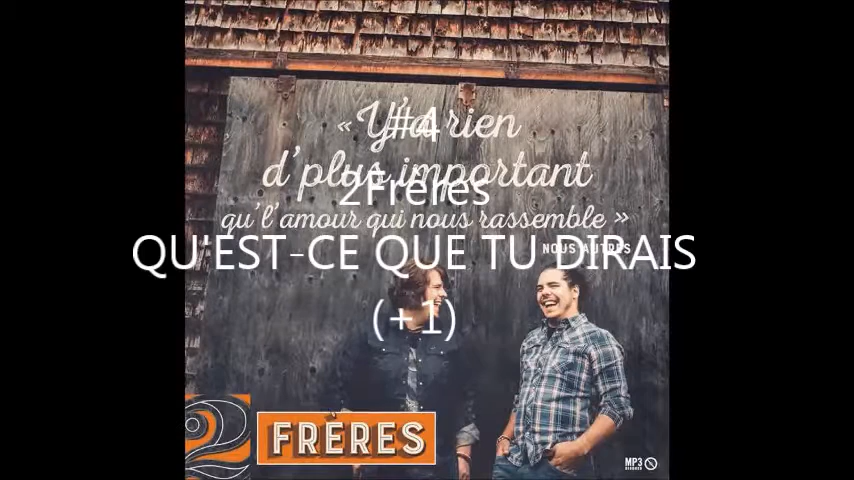 « Y'a rien
d'plus important
qu'l'amour qui nous rassemble »
NOUS AUTRES
#4
2Frères
QU'EST-CE QUE TU DIRAIS
(+1)
2 FRÈRES
MP3